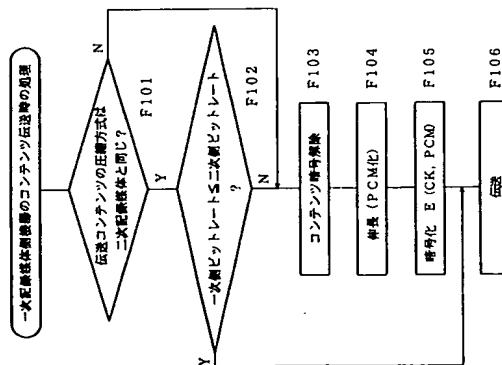 一次記録媒体側機器のコンテンツ伝送時の処理
伝送コンテンツの圧縮方式は
二次記録媒体と同じ?
N
F101
Y
一次側ビットレート≦二次側ビットレート
?
F102
Y
N
コンテンツ暗号解除
F103
伸長(PCM化)
F104
暗号化 E(CK, PCM)
F105
伝送
F106